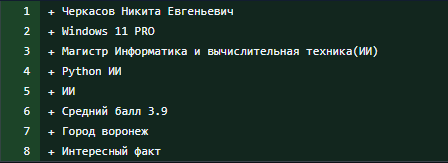 1 + Черкасов Никита Евгеньевич
2 + Windows 11 PRO
3 + Магистр Информатика и вычислительная техника(ИИ)
4 + Python ИИ
5 + ИИ
6 + Средний балл 3.9
7 + Город воронеж
8 + Интересный факт